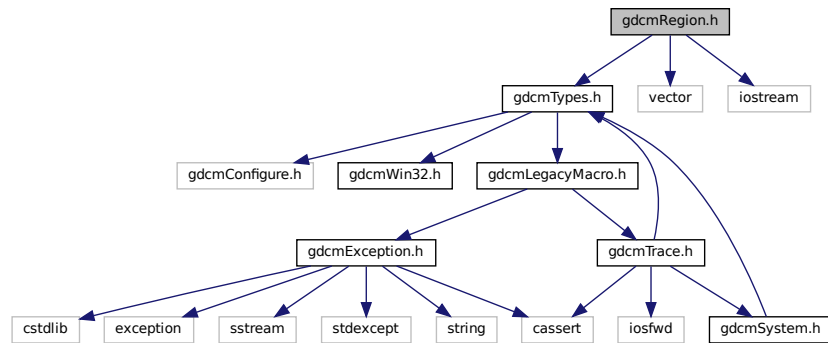 gdcmRegion.h
gdcmTypes.h
vector
iostream
gdcmConfigure.h
gdcmWin32.h
gdcmLegacyMacro.h
gdcmException.h
gdcmTrace.h
cstdlib
exception
sstream
stdexcept
string
cassert
iosfwd
gdcmSystem.h